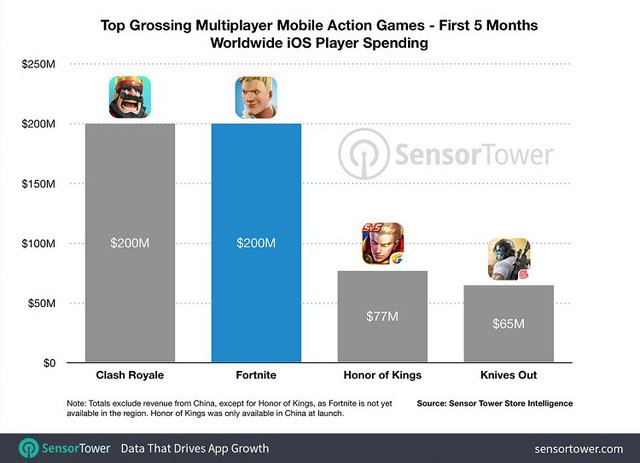 Top Grossing Multiplayer Mobile Action Games - First 5 Months
Worldwide iOS Player Spending
$250M
$200M
$150M
$100M
$50M
$0
SensorTower
$200M
$200M
$77M
$65M
Clash Royale
Fortnite
Honor of Kings
Knives Out
Note: Totals exclude revenue from China, except for Honor of Kings, as Fortnite is not yet
available in the region. Honor of Kings was only available in China at launch.
Source: Sensor Tower Store Intelligence
SensorTower
Data That Drives App Growth
sensortower.com